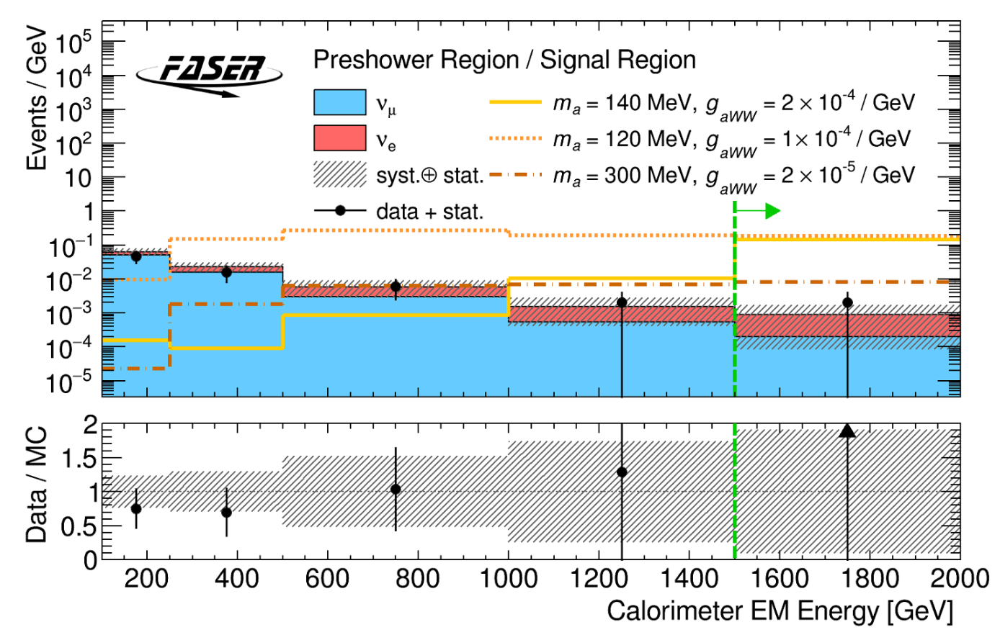 Events / GeV
10⁵
10⁴
10³
10²
10
1
10⁻¹
10⁻²
10⁻³
10⁻⁴
10⁻⁵
FASER
Preshower Region / Signal Region
νμ
νe
syst.⊕ stat.
data + stat.
mₐ = 140 MeV, g_aWW = 2 × 10⁻⁴ / GeV
mₐ = 120 MeV, g_aWW = 1× 10⁻⁴ / GeV
mₐ = 300 MeV, g_aWW = 2 × 10⁻⁵ / GeV
Data / MC
2
1.5
1
0.5
0
200 400 600 800 1000 1200 1400 1600 1800 2000
Calorimeter EM Energy [GeV]